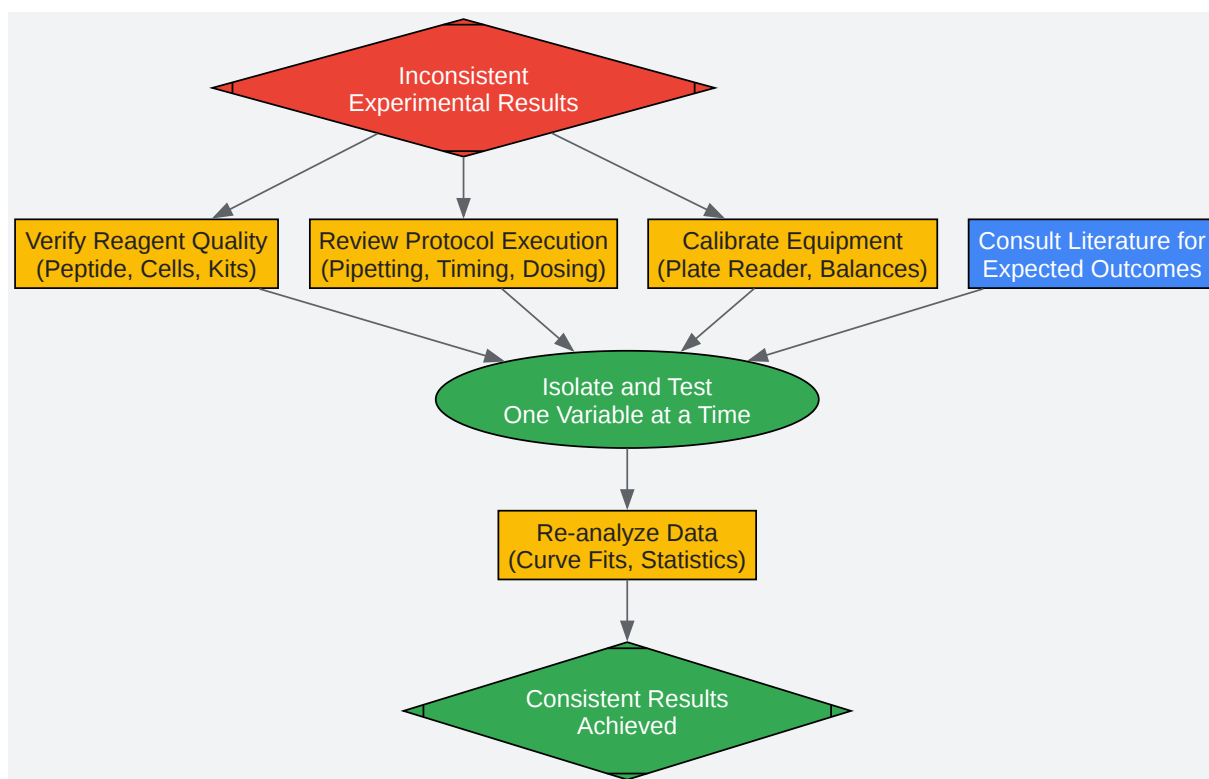 Inconsistent
Experimental Results
Verify Reagent Quality
(Peptide, Cells, Kits)
Review Protocol Execution
(Pipetting, Timing, Dosing)
Calibrate Equipment
(Plate Reader, Balances)
Consult Literature for
Expected Outcomes
Isolate and Test
One Variable at a Time
Re-analyze Data
(Curve Fits, Statistics)
Consistent Results
Achieved